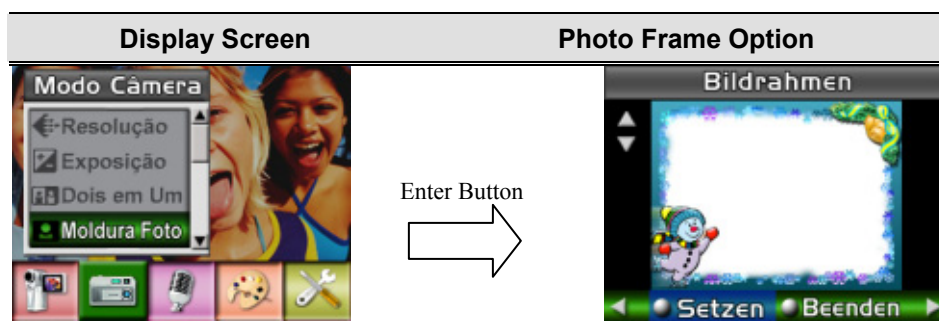 Display Screen
Photo Frame Option
Modo Câmera
Resolução
Exposição
Dois em Um
Moldura Foto
Enter Button
Bildrahmen
Setzen
Beenden